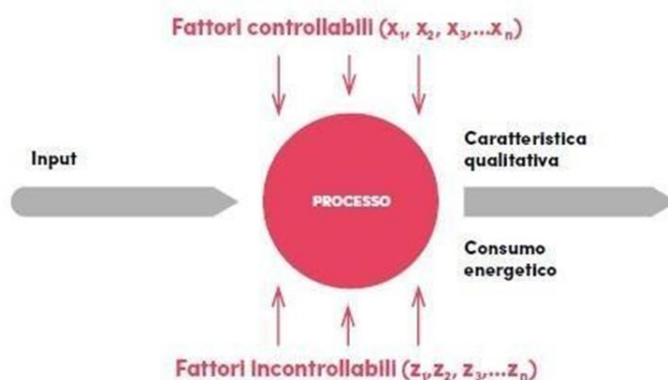 Fattori controllabili (x₁, x₂, x₃,...xₙ)
Input
PROCESSO
Caratteristica
qualitativa
Consumo
energetico
Fattori Incontrollabili (z₁,z₂, z₃,...zₙ)